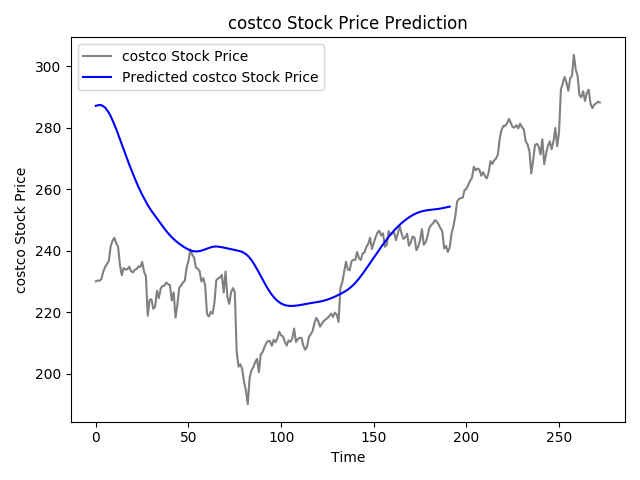 costco Stock Price Prediction
costco Stock Price
Predicted costco Stock Price
costco Stock Price
300
280
260
240
220
200
0
50
100
150
200
250
Time